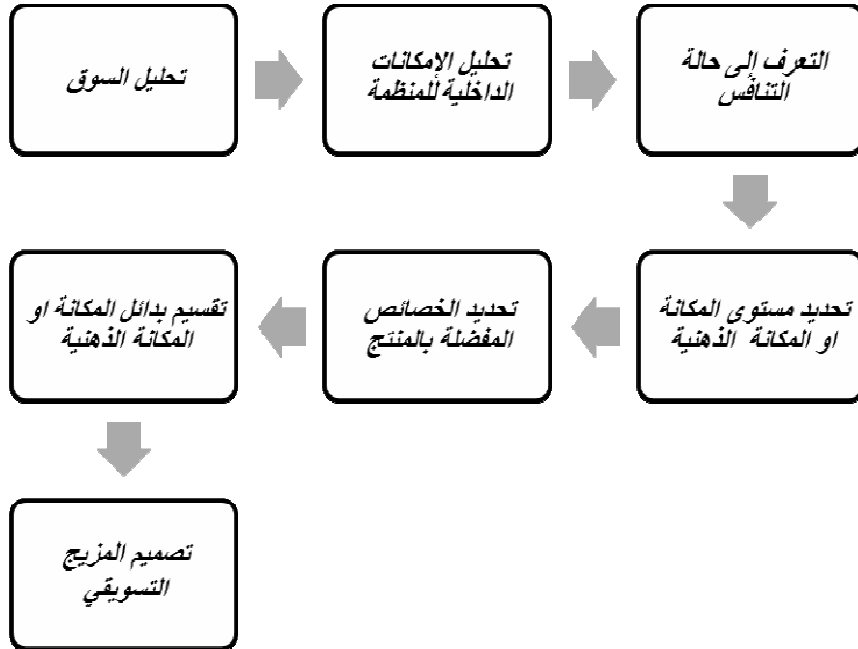 تحليل السوق
تحليل الإمكانات
الداخلية للمنظمة
التعرف إلى حالة
التنافس
تحديد مستوى المكانة
او المكانة الذهنية
تحديد الخصائص
المفضلة بالمنتج
تقسيم بدائل المكانة او
المكانة الذهنية
تصميم المزيج
التسويقي